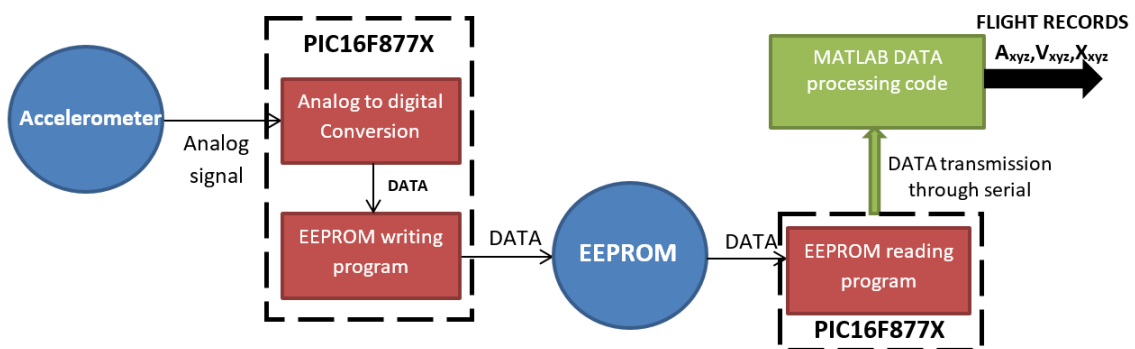 PIC16F877X
Accelerometer
Analog
signal
Analog to digital
Conversion
DATA
EEPROM writing
program
DATA
EEPROM
DATA
EEPROM reading
program
PIC16F877X
DATA transmission
through serial
MATLAB DATA
processing code
FLIGHT RECORDS
Axyz,Vxyz,Xxyz